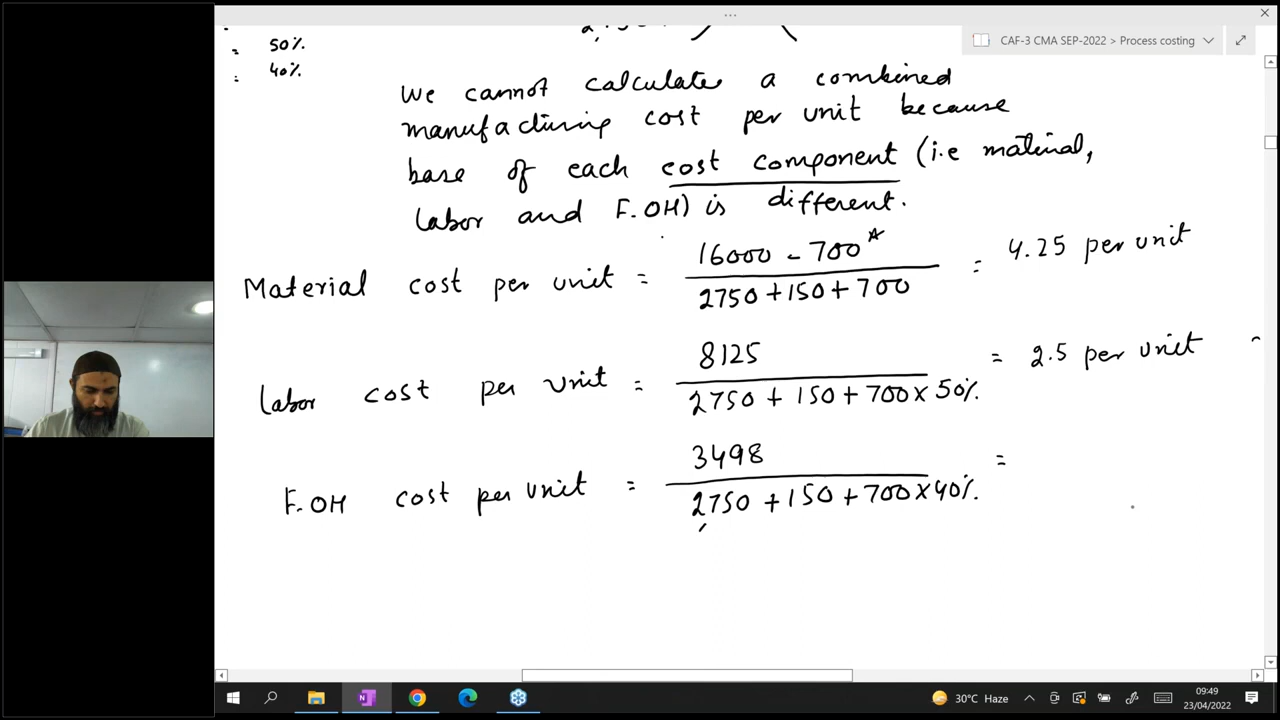 CAF-3 CMA SEP-2022 > Process costing
= 50%
= 40%
We cannot calculate a combined
manufacturing cost per unit because
base of each cost component (i.e material,
labor and F.OH) is different.
Material cost per unit = 16000 - 700* / 2750 + 150 + 700 = 4.25 per unit
labor cost per unit = 8125 / 2750 + 150 + 700 x 50% = 2.5 per unit
F.OH cost per unit = 3498 / 2750 + 150 + 700 x 40% =
30°C Haze
09:49
23/04/2022